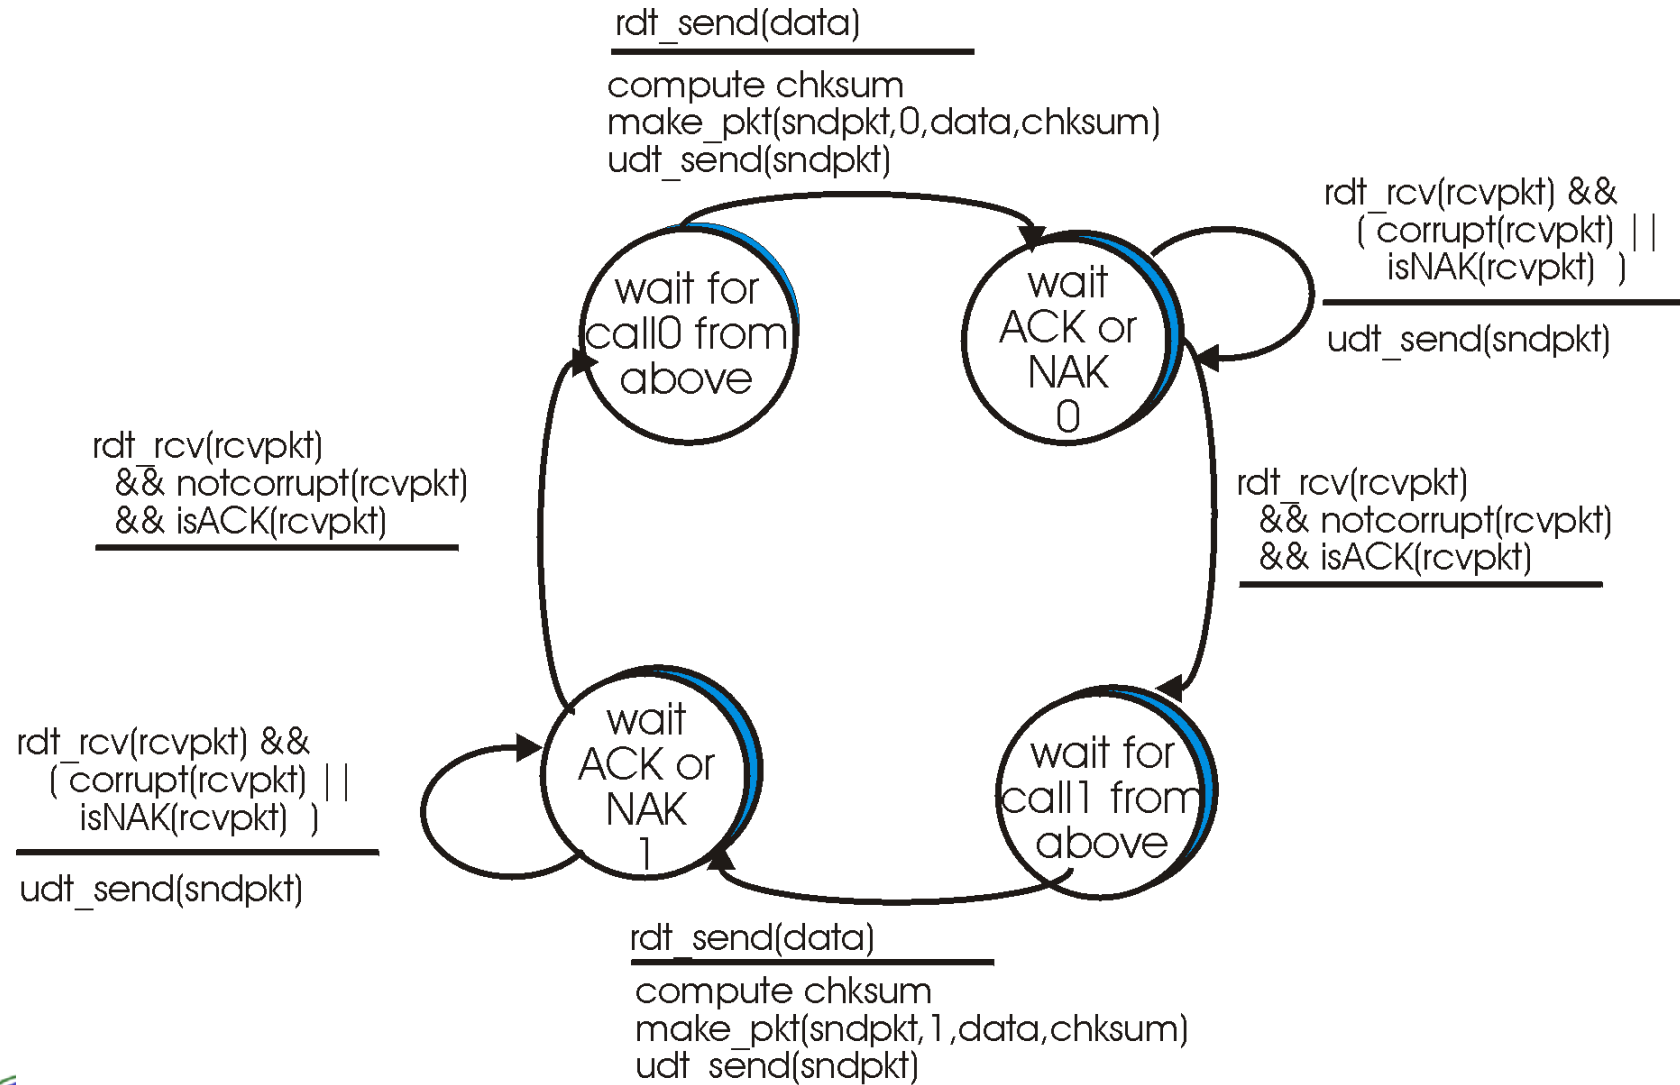 rdt_send(data)
compute chksum
make_pkt(sndpkt,0,data,chksum)
udt_send(sndpkt)
rdt_rcv(rcvpkt) &&
( corrupt(rcvpkt) ||
isNAK(rcvpkt) )
udt_send(sndpkt)
wait for
call0 from
above
wait
ACK or
NAK
0
rdt_rcv(rcvpkt)
&& notcorrupt(rcvpkt)
&& isACK(rcvpkt)
rdt_rcv(rcvpkt)
&& notcorrupt(rcvpkt)
&& isACK(rcvpkt)
rdt_rcv(rcvpkt) &&
( corrupt(rcvpkt) ||
isNAK(rcvpkt) )
udt_send(sndpkt)
wait
ACK or
NAK
1
wait for
call1 from
above
rdt_send(data)
compute chksum
make_pkt(sndpkt,1,data,chksum)
udt send(sndpkt)